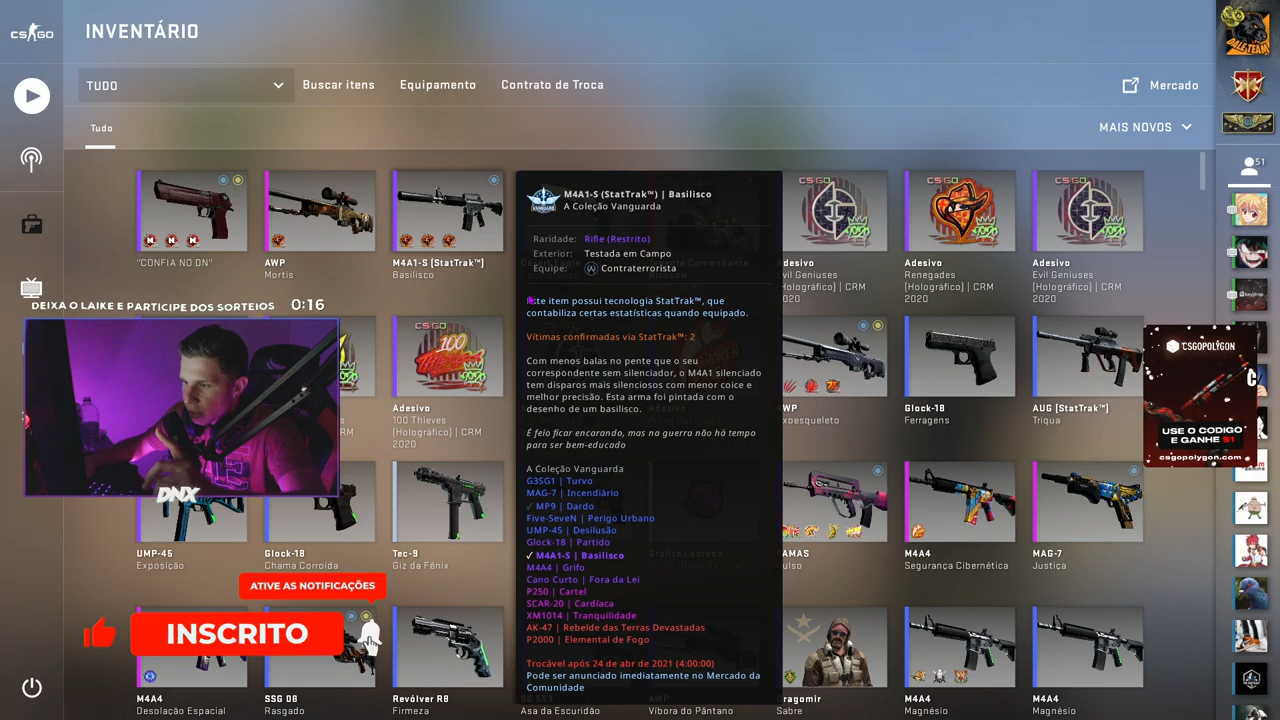 CS GO
INVENTÁRIO
TUDO
Buscar itens
Equipamento
Contrato de Troca
Mercado
Tudo
MAIS NOVOS
51
"CONFIA NO DN"
AWP
Mortis
M4A1-S (StatTrak™)
Basilisco
M4A1-S (StatTrak™) | Basilisco
A Coleção Vanguarda
Raridade: Rifle (Restrito)
Exterior: Testada em Campo
Equipe: Contraterrorista
ste item possui tecnologia StatTrak™, que
contabiliza certas estatísticas quando equipado.
Vítimas confirmadas via StatTrak™: 2
Com menos balas no pente que o seu
correspondente sem silenciador, o M4A1 silenciado
tem disparos mais silenciosos com menor coice e
melhor precisão. Esta arma foi pintada com o
desenho de um basilisco.
É feio ficar encarando, mas na guerra não há tempo
para ser bem-educado
A Coleção Vanguarda
G3SG1 | Turvo
MAG-7 | Incendiário
✓ MP9 | Dardo
Five-SeveN | Perigo Urbano
UMP-45 | Desilusão
Glock-18 | Partido
✓ M4A1-S | Basilisco
M4A4 | Grifo
Cano Curto | Fora da Lei
P250 | Cartel
SCAR-20 | Cardíaca
XM1014 | Tranquilidade
AK-47 | Rebelde das Terras Devastadas
P2000 | Elemental de Fogo
Trocável após 24 de abr de 2021 (4:00:00)
Pode ser anunciado imediatamente no Mercado da
Comunidade
Adesivo
Evil Geniuses
(Holográfico) | CRM
2020
Adesivo
Renegades
(Holográfico) | CRM
2020
Adesivo
Evil Geniuses
(Holográfico) | CRM
2020
DEIXA O LAIKE E PARTICIPE DOS SORTEIOS 0:16
DNX
Adesivo
100 Thieves
(Holográfico) | CRM
2020
AWP
Exoesqueleto
Glock-18
Ferragens
AUG (StatTrak™)
Triqua
CSGOPOLYGON
USE O CODIGO
E GANHE $1
csgopolygon.com
UMP-45
Exposição
Glock-18
Chama Corroída
Tec-9
Giz da Fênix
FAMAS
Pulso
M4A4
Segurança Cibernética
MAG-7
Justiça
ATIVE AS NOTIFICAÇÕES
INSCRITO
M4A4
Desolação Espacial
SSG 08
Rasgado
Revólver R8
Firmeza
SG 553
Asa da Escuridão
AWP
Víbora do Pântano
Dragomir
Sabre
M4A4
Magnésio
M4A4
Magnésio